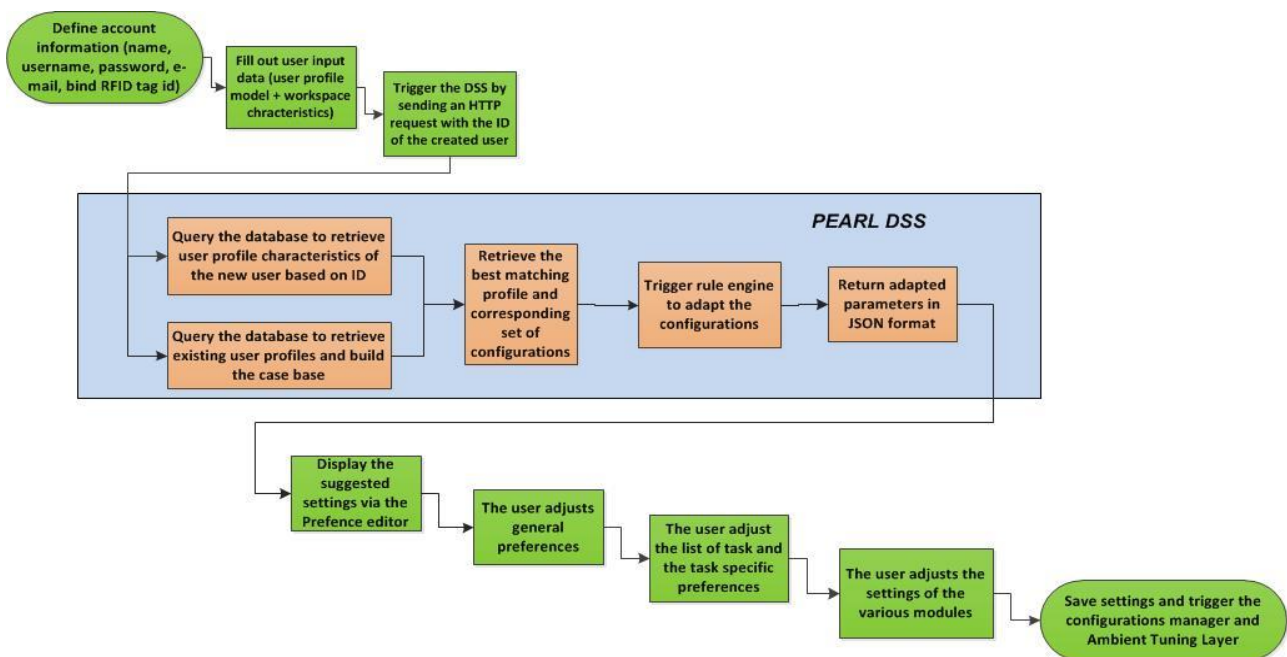 Define account
information (name,
username, password, e-
mail, bind RFID tag id)
Fill out user input
data (user profile
model + workspace
chracteristics)
Trigger the DSS by
sending an HTTP
request with the ID
of the created user
PEARL DSS
Query the database to retrieve
user profile characteristics of
the new user based on ID
Query the database to retrieve
existing user profiles and build
the case base
Retrieve the
best matching
profile and
corresponding
set of
configurations
Trigger rule engine
to adapt the
configurations
Return adapted
parameters in
JSON format
Display the
suggested
settings via the
Prefence editor
The user adjusts
general
preferences
The user adjust
the list of task and
the task specific
preferences
The user adjusts the
settings of the
various modules
Save settings and trigger the
configurations manager and
Ambient Tuning Layer